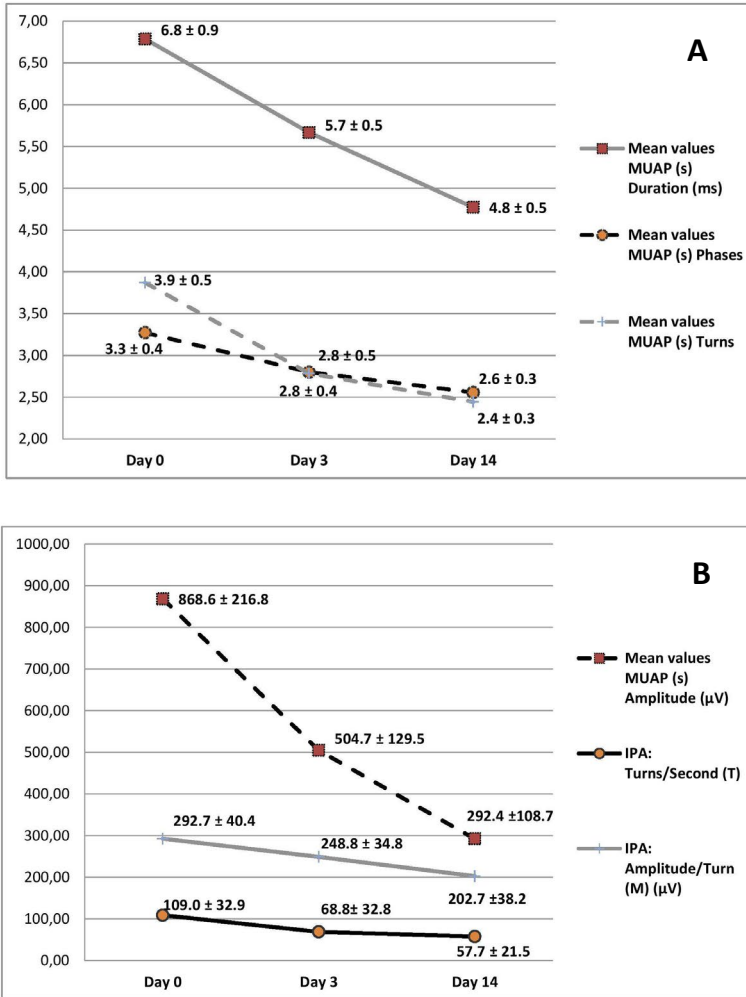 7,00
6,50
6,00
5,50
5,00
4,50
4,00
3,50
3,00
2,50
2,00
6.8 ± 0.9
5.7 ± 0.5
4.8 ± 0.5
3.9 ± 0.5
3.3 ± 0.4
2.8 ± 0.5
2.8 ± 0.4
2.6 ± 0.3
2.4 ± 0.3
Day 0 Day 3 Day 14
A
Mean values
MUAP (s)
Duration (ms)
Mean values
MUAP (s) Phases
Mean values
MUAP (s) Turns
1000,00
900,00
800,00
700,00
600,00
500,00
400,00
300,00
200,00
100,00
0,00
868.6 ± 216.8
504.7 ± 129.5
292.4 ±108.7
292.7 ± 40.4
248.8 ± 34.8
202.7 ±38.2
109.0 ± 32.9
68.8± 32.8
57.7 ± 21.5
Day 0 Day 3 Day 14
B
Mean values
MUAP (s)
Amplitude (μV)
IPA:
Turns/Second (T)
IPA:
Amplitude/Turn
(M) (μV)